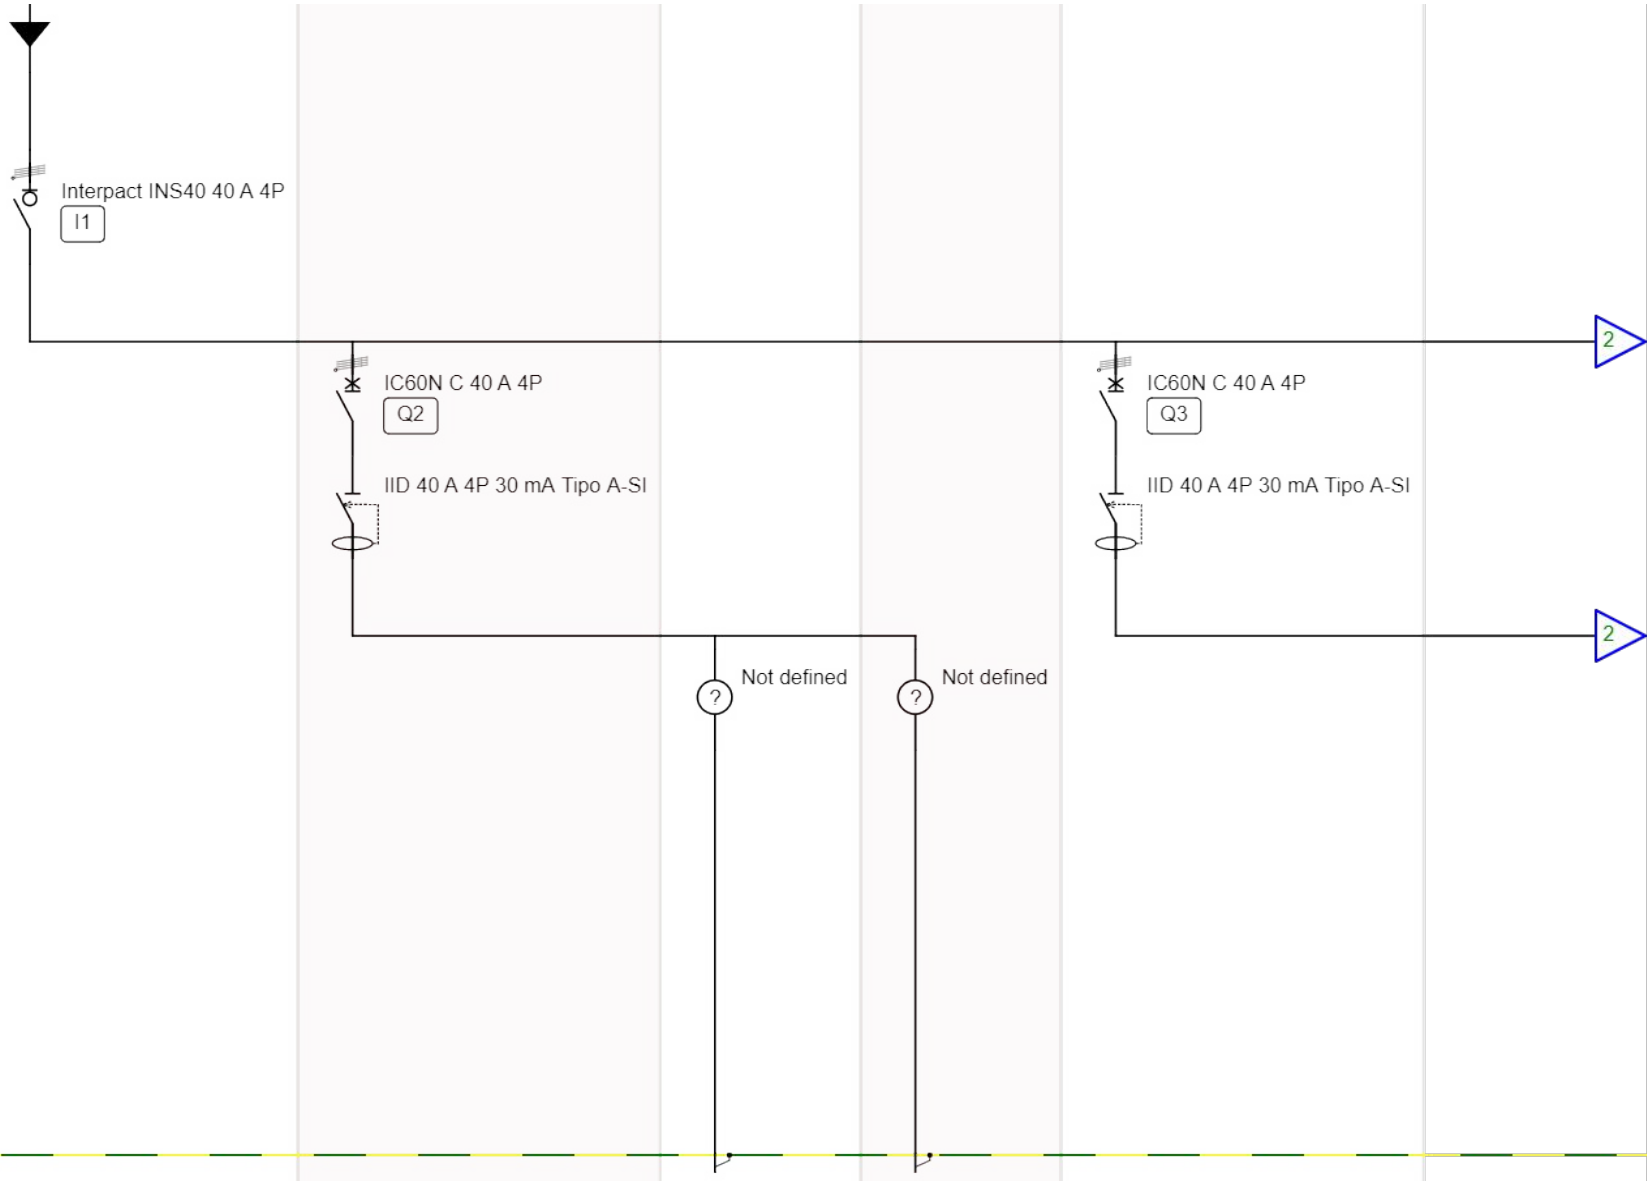 Interpact INS40 40 A 4P
I1
2
IC60N C 40 A 4P
Q2
IC60N C 40 A 4P
Q3
IID 40 A 4P 30 mA Tipo A-SI
IID 40 A 4P 30 mA Tipo A-SI
2
Not defined
Not defined
?
?